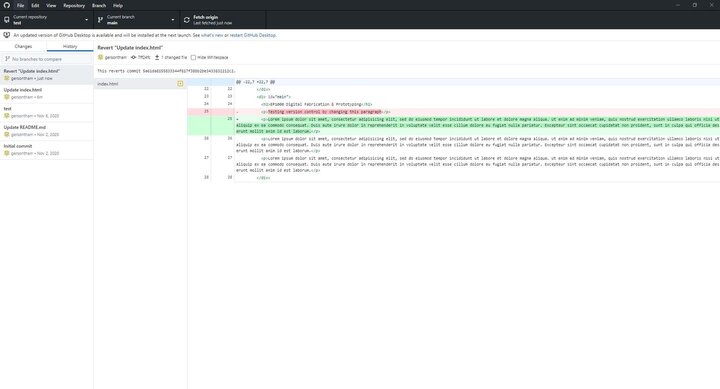 File Edit View Repository Branch Help
Current repository
test
Current branch
main
Fetch origin
Last fetched just now
An updated version of GitHub Desktop is available and will be installed at the next launch. See what's new or restart GitHub Desktop.
Changes
History
No branches to compare
Revert "Update index.html"
gersontham • just now
Update index.html
gersontham •
test
gersontham • Nov 8, 2020
Update README.md
gersontham • Nov 2, 2020
Initial commit
gersontham • Nov 2, 2020
Revert "Update index.html"
gersontham 1 changed file Hide Whitespace
This reverts commit
index.html
@@ -22,7 +22,7 @@
22 22 </div>
23 23 <div id="main">
24 24 <h1>EP1000 Digital Fabrication & Prototyping</h1>
25 - <p>Testing version control by changing this paragraph</p>
25 + <p>Lorem ipsum dolor sit amet, consectetur adipisicing elit, sed do eiusmod tempor incididunt ut labore et dolore magna aliqua. Ut enim ad minim veniam, quis nostrud exercitation ullamco laboris nisi ut
aliquip ex ea commodo consequat. Duis aute irure dolor in reprehenderit in voluptate velit esse cillum dolore eu fugiat nulla pariatur. Excepteur sint occaecat cupidatat non proident, sunt in culpa qui officia des
erunt mollit anim id est laborum.</p>
26 26 <p>Lorem ipsum dolor sit amet, consectetur adipisicing elit, sed do eiusmod tempor incididunt ut labore et dolore magna aliqua. Ut enim ad minim veniam, quis nostrud exercitation ullamco laboris nisi ut
aliquip ex ea commodo consequat. Duis aute irure dolor in reprehenderit in voluptate velit esse cillum dolore eu fugiat nulla pariatur. Excepteur sint occaecat cupidatat non proident, sunt in culpa qui officia des
erunt mollit anim id est laborum.</p>
27 27 <p>Lorem ipsum dolor sit amet, consectetur adipisicing elit, sed do eiusmod tempor incididunt ut labore et dolore magna aliqua. Ut enim ad minim veniam, quis nostrud exercitation ullamco laboris nisi ut
aliquip ex ea commodo consequat. Duis aute irure dolor in reprehenderit in voluptate velit esse cillum dolore eu fugiat nulla pariatur. Excepteur sint occaecat cupidatat non proident, sunt in culpa qui officia des
erunt mollit anim id est laborum.</p>
28 28 </div>